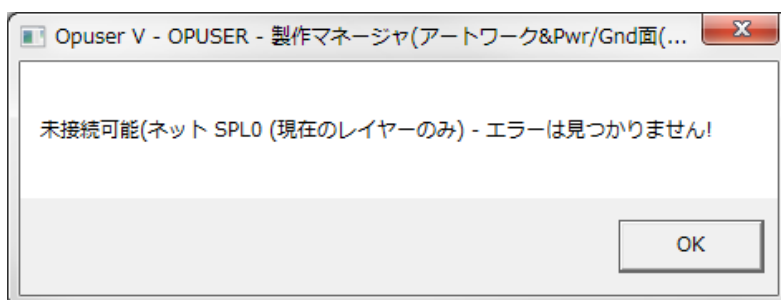 Opuser V - OPUSER - 製作マネージャ(アートワーク&Pwr/Gnd面(...
未接続可能(ネット SPL0 (現在のレイヤーのみ) - エラーは見つかりません!
OK